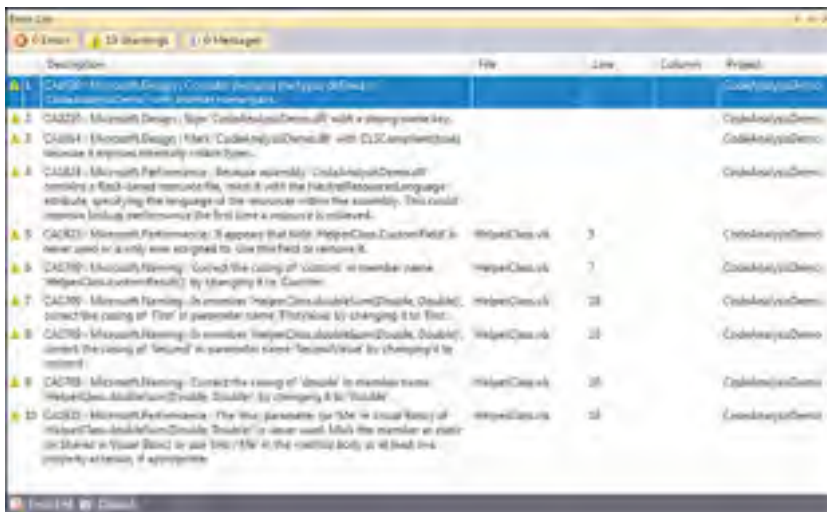 Error List
0 Errors 10 Warnings 0 Messages
Description File Line Column Project
1 CA1020 : Microsoft.Design : Consider merging the types defined in CodeAnalysisDemo
'CodeAnalysisDemo' with another namespace.
2 CA2210 : Microsoft.Design : Sign 'CodeAnalysisDemo.dll' with a strong name key. CodeAnalysisDemo
3 CA1014 : Microsoft.Design : Mark 'CodeAnalysisDemo.dll' with CLSCompliant(true) CodeAnalysisDemo
because it exposes externally visible types.
4 CA1824 : Microsoft.Performance : Because assembly 'CodeAnalysisDemo.dll' CodeAnalysisDemo
contains a ResX-based resource file, mark it with the NeutralResourcesLanguage
attribute, specifying the language of the resources within the assembly. This could
improve lookup performance the first time a resource is retrieved.
5 CA1823 : Microsoft.Performance : It appears that field 'HelperClass.CustomField' is HelperClass.vb CodeAnalysisDemo
never used or is only ever assigned to. Use this field or remove it.
6 CA1709 : Microsoft.Naming : Correct the casing of 'custom' in member name HelperClass.vb 7 CodeAnalysisDemo
'HelperClass.customResult()' by changing it to 'Custom'.
7 CA1709 : Microsoft.Naming : In member 'HelperClass.doubleSum(Double, Double)', HelperClass.vb CodeAnalysisDemo
correct the casing of 'First' in parameter name 'FirstValue' by changing it to 'first'.
8 CA1709 : Microsoft.Naming : In member 'HelperClass.doubleSum(Double, Double)', HelperClass.vb CodeAnalysisDemo
correct the casing of 'Second' in parameter name 'SecondValue' by changing it to
'second'.
9 CA1709 : Microsoft.Naming : Correct the casing of 'double' in member name HelperClass.vb CodeAnalysisDemo
'HelperClass.doubleSum(Double, Double)' by changing it to 'Double'.
10 CA1822 : Microsoft.Performance : The 'this' parameter (or 'Me' in Visual Basic) of HelperClass.vb CodeAnalysisDemo
'HelperClass.doubleSum(Double, Double)' is never used. Mark the member as static
(or Shared in Visual Basic) or use 'this'/'Me' in the method body or at least one
property accessor, if appropriate.
Error List Output